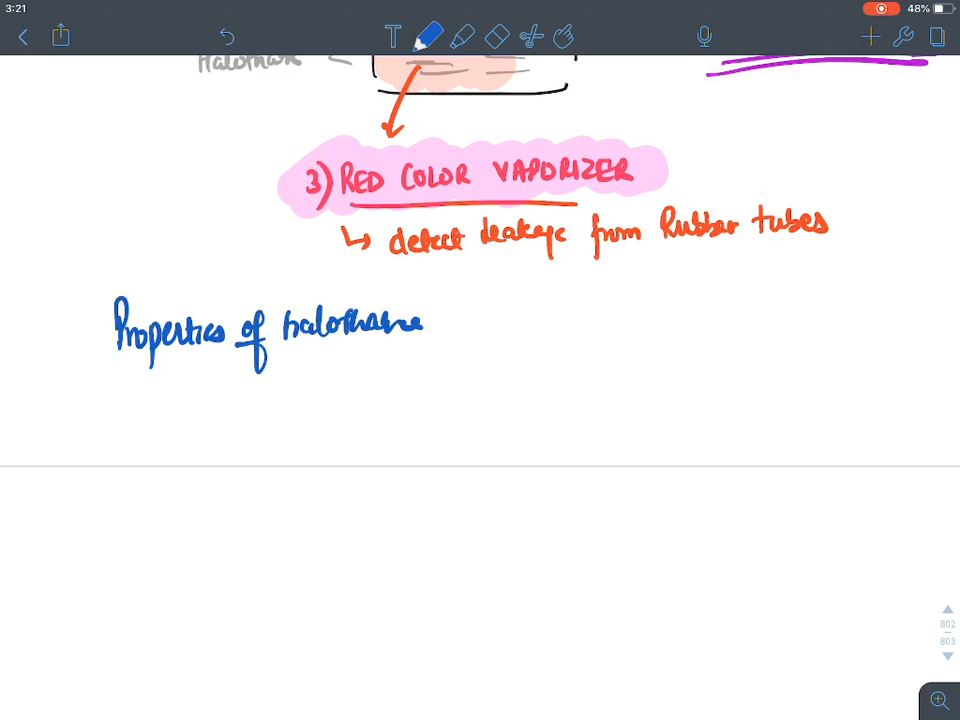 3:21
48%
T
Halothane
3) RED COLOR VAPORIZER
↳ detect leakage from Rubber tubes
Properties of halothane
802
803